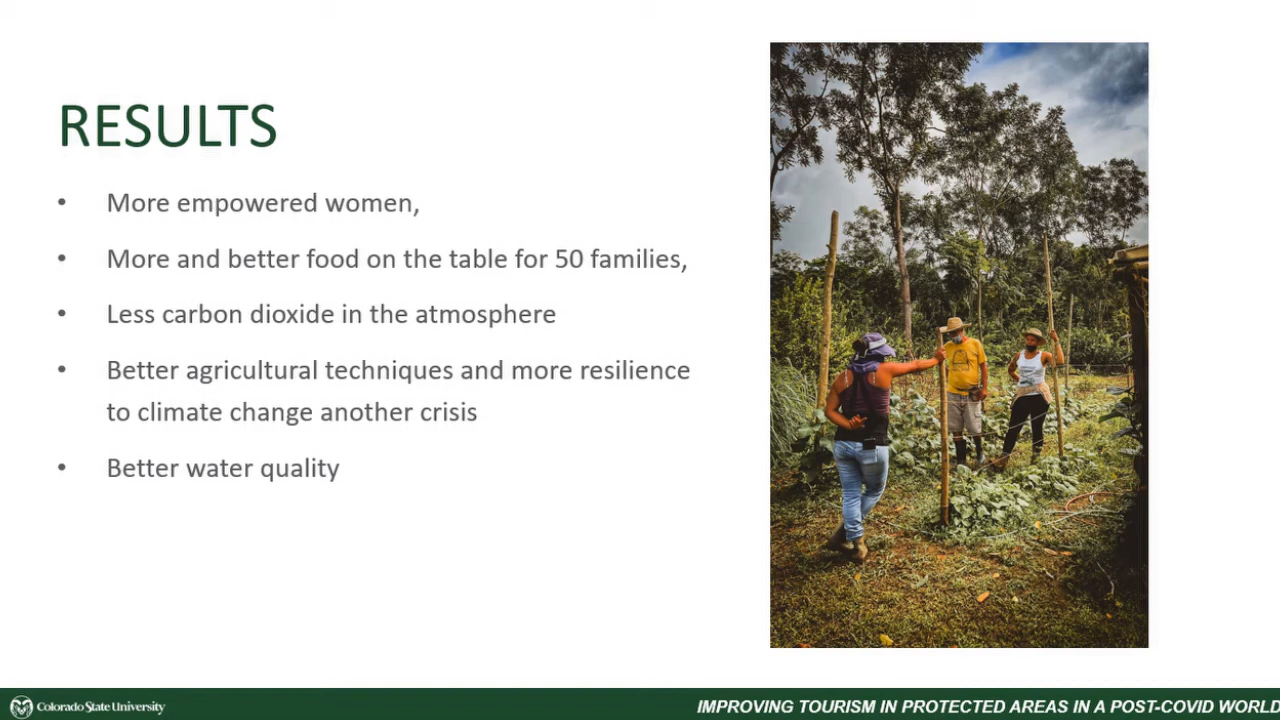 RESULTS
• More empowered women,
• More and better food on the table for 50 families,
• Less carbon dioxide in the atmosphere
• Better agricultural techniques and more resilience
to climate change another crisis
• Better water quality
Colorado State University
IMPROVING TOURISM IN PROTECTED AREAS IN A POST-COVID WORLD